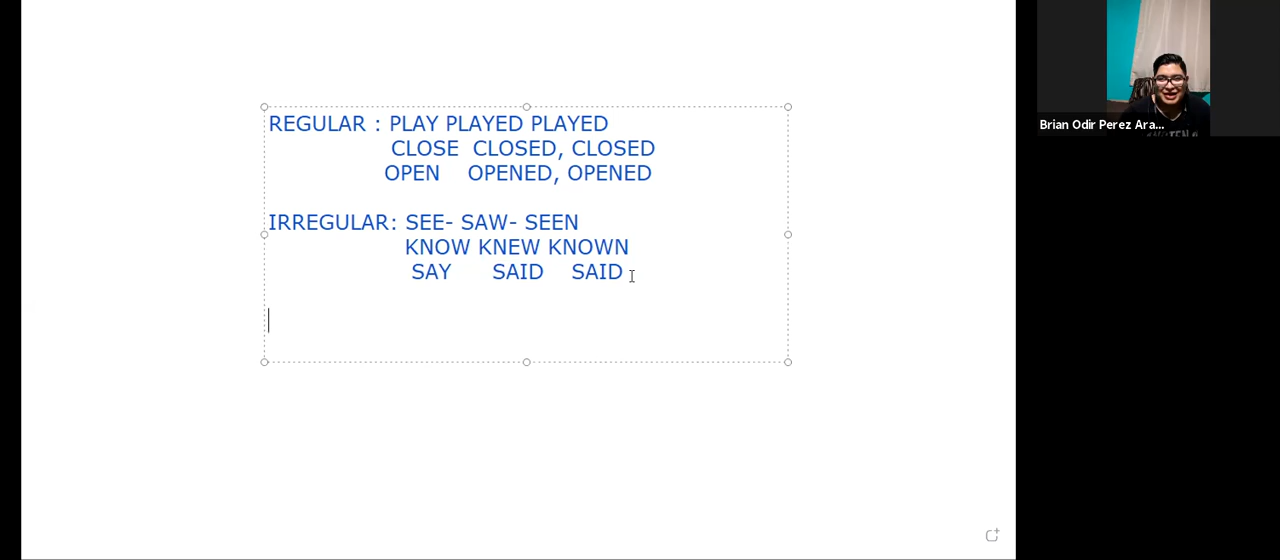 REGULAR : PLAY PLAYED PLAYED
CLOSE CLOSED, CLOSED
OPEN OPENED, OPENED
IRREGULAR: SEE- SAW- SEEN
KNOW KNEW KNOWN
SAY SAID SAID
Brian Odir Perez Ara...